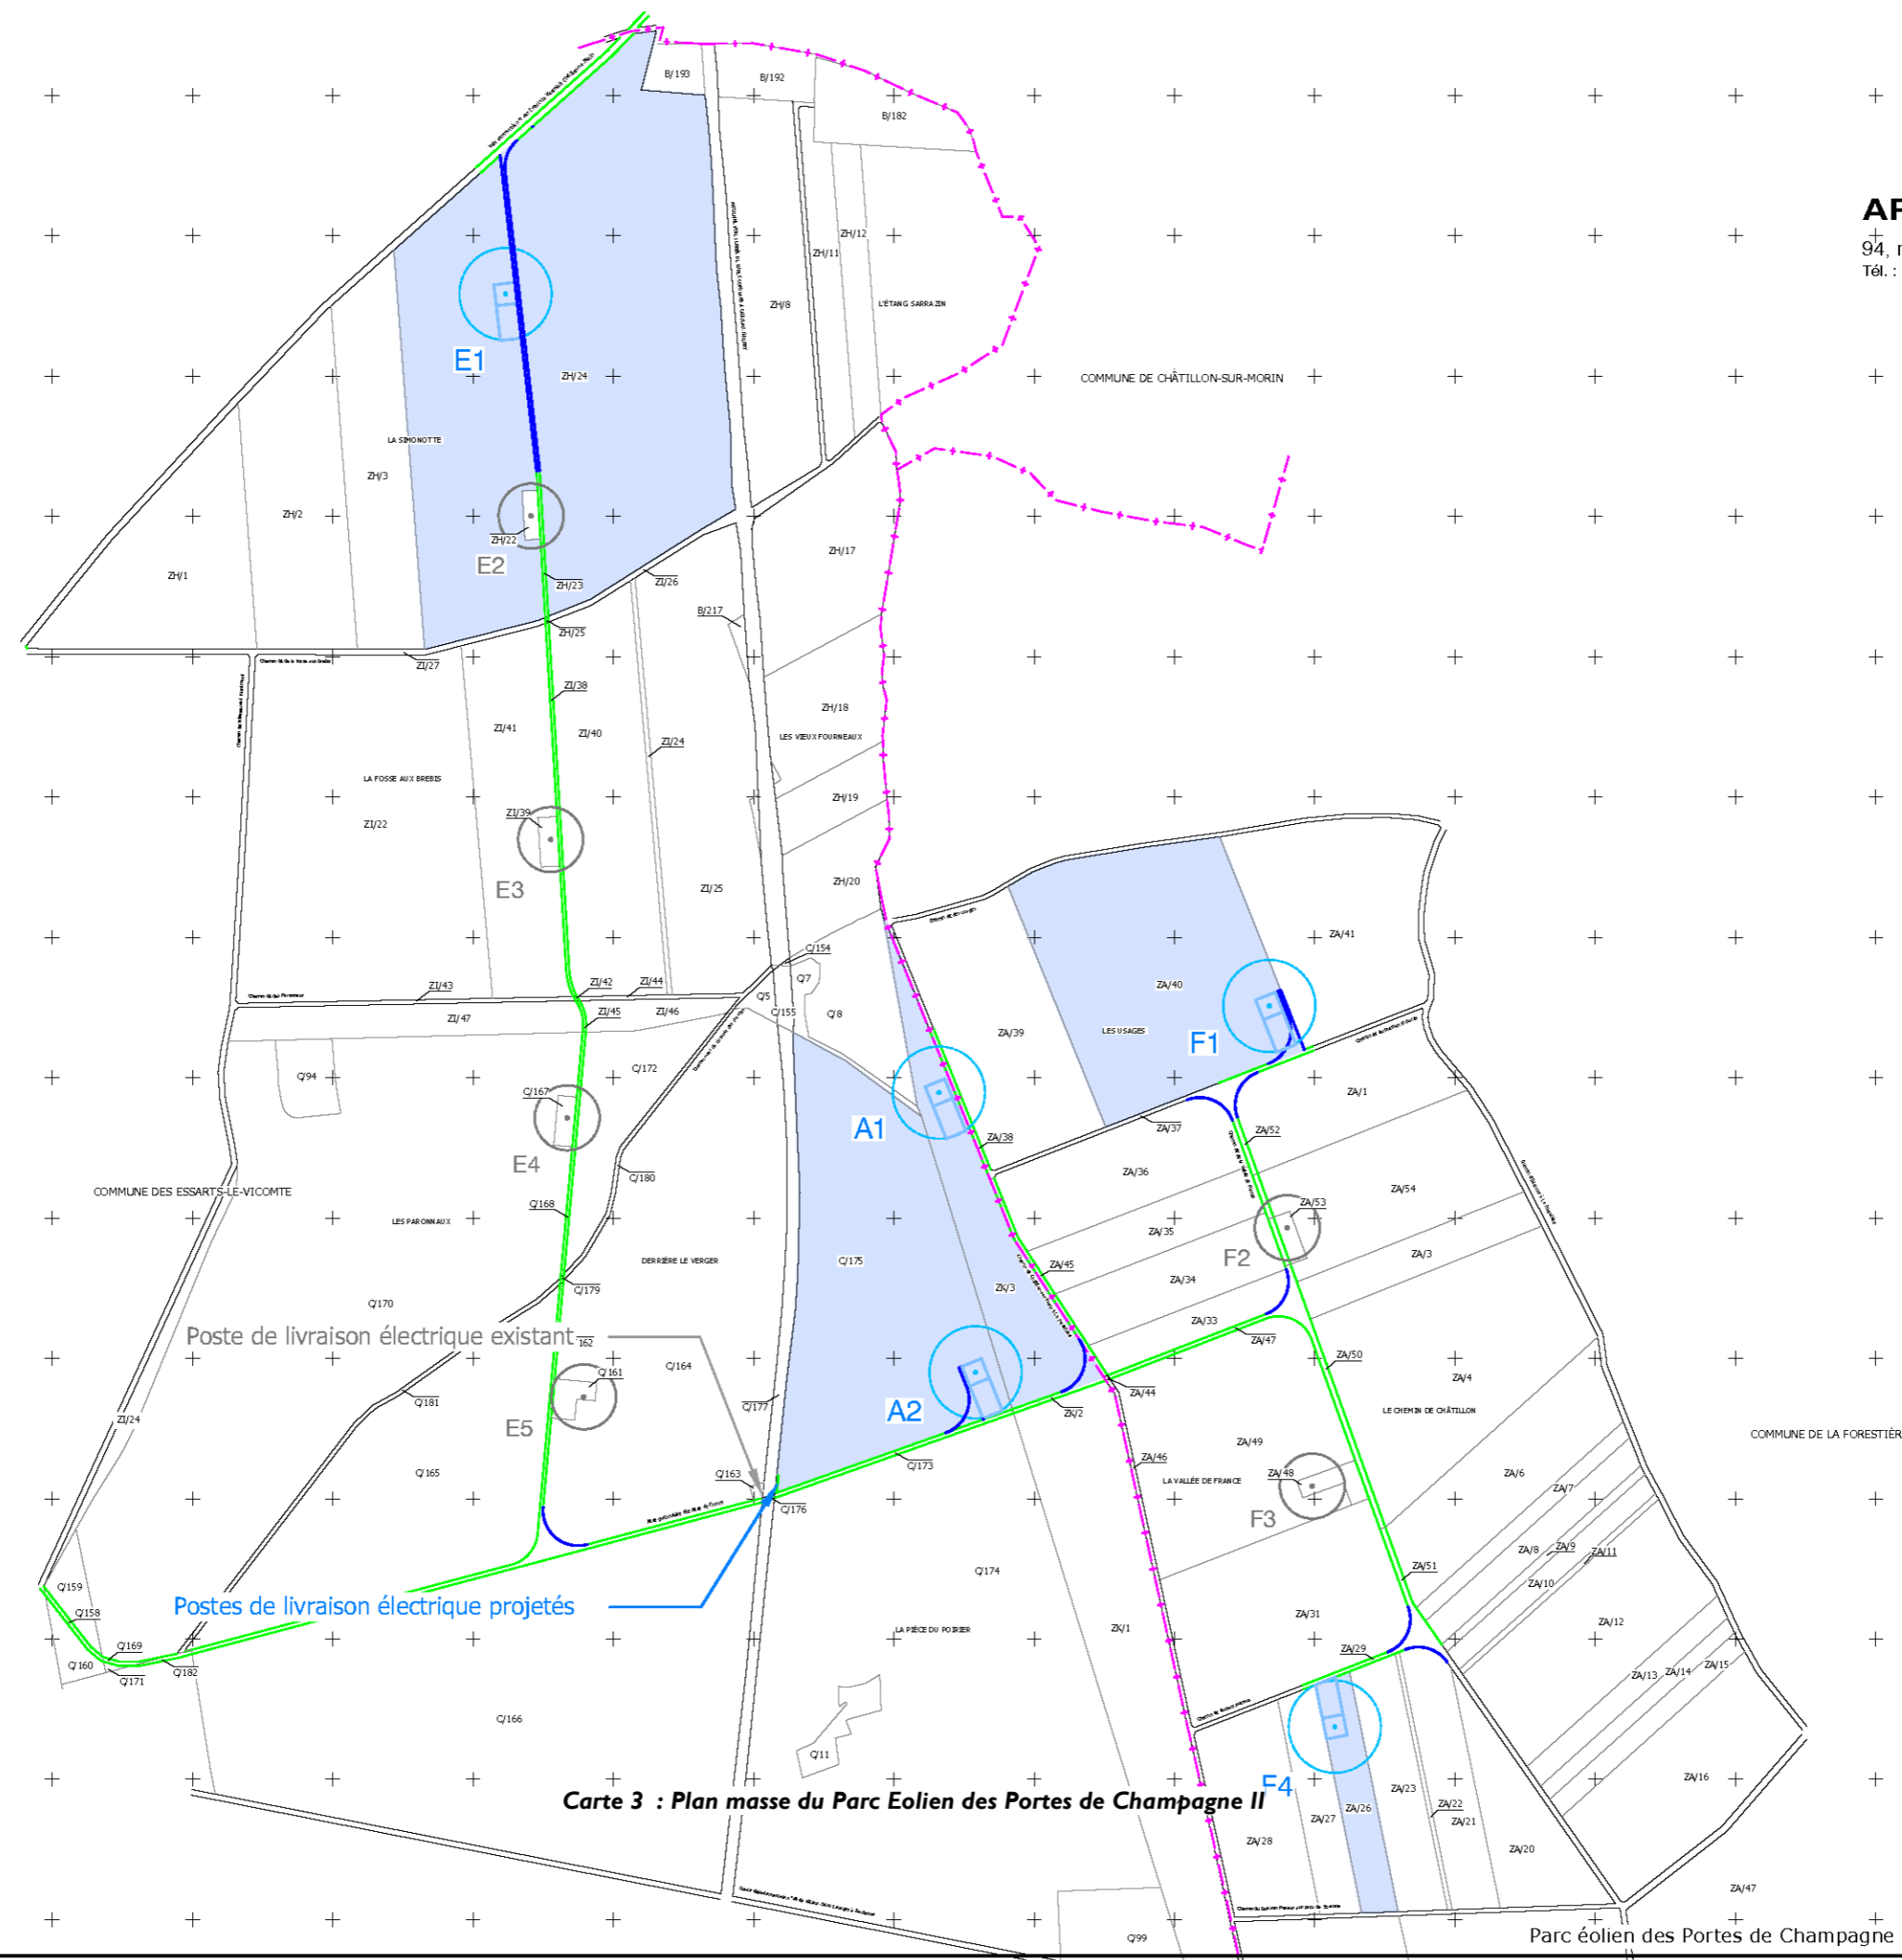 B/193
B/192
B/182
AF
94, r
Tél. :
ZH/12
ZH/11
ZH/8
L'ÉTANG SARRAZIN
E1
ZH/24
COMMUNE DE CHÂTILLON-SUR-MORIN
LA SIMONOTTE
ZH/3
ZH/2
ZH/22
E2
ZH/17
ZH/1
ZH/23
ZI/26
B/217
ZH/25
ZI/27
ZI/38
ZH/18
ZI/41
ZI/40
ZI/24
LES VIEUX FOURNEAUX
LA FOSSE AUX BREBIS
ZH/19
ZI/39
ZI/22
E3
ZI/25
ZH/20
ZA/41
C/154
C/7
ZI/43
ZI/42
ZI/44
C/5
ZA/40
ZI/47
ZI/45
ZI/46
C/155
C/8
ZA/39
LES USAGES
F1
C/94
C/172
C/167
ZA/1
A1
ZA/38
ZA/37
ZA/52
E4
C/180
ZA/36
ZA/54
COMMUNE DES ESSARTS-LE-VICOMTE
C/168
LES PARONNAUX
ZA/53
ZA/35
F2
ZA/3
DERRIÈRE LE VERGER
C/175
ZA/45
ZA/34
C/179
ZK/3
C/170
ZA/33
Poste de livraison électrique existant
162
ZA/47
C/164
C/161
ZA/50
ZA/4
C/181
C/177
ZA/44
A2
ZK/2
LE CHEMIN DE CHÂTILLON
ZI/24
E5
COMMUNE DE LA FORESTIÈR
ZA/49
C/173
ZA/46
C/165
C/163
LA VALLÉE DE FRANCE
ZA/48
ZA/6
ZA/7
C/176
F3
ZA/8
ZA/9
ZA/11
C/174
ZA/51
ZA/10
C/159
Postes de livraison électrique projetés
C/158
ZA/31
ZA/12
LA PIÈCE DU POIRIER
ZK/1
C/169
ZA/29
C/160
C/171
C/182
ZA/13
ZA/14
ZA/15
C/166
C/11
F4
ZA/23
ZA/16
Carte 3 : Plan masse du Parc Eolien des Portes de Champagne II
ZA/27
ZA/26
ZA/22
ZA/21
ZA/28
ZA/20
ZA/47
C/99
Parc éolien des Portes de Champagne